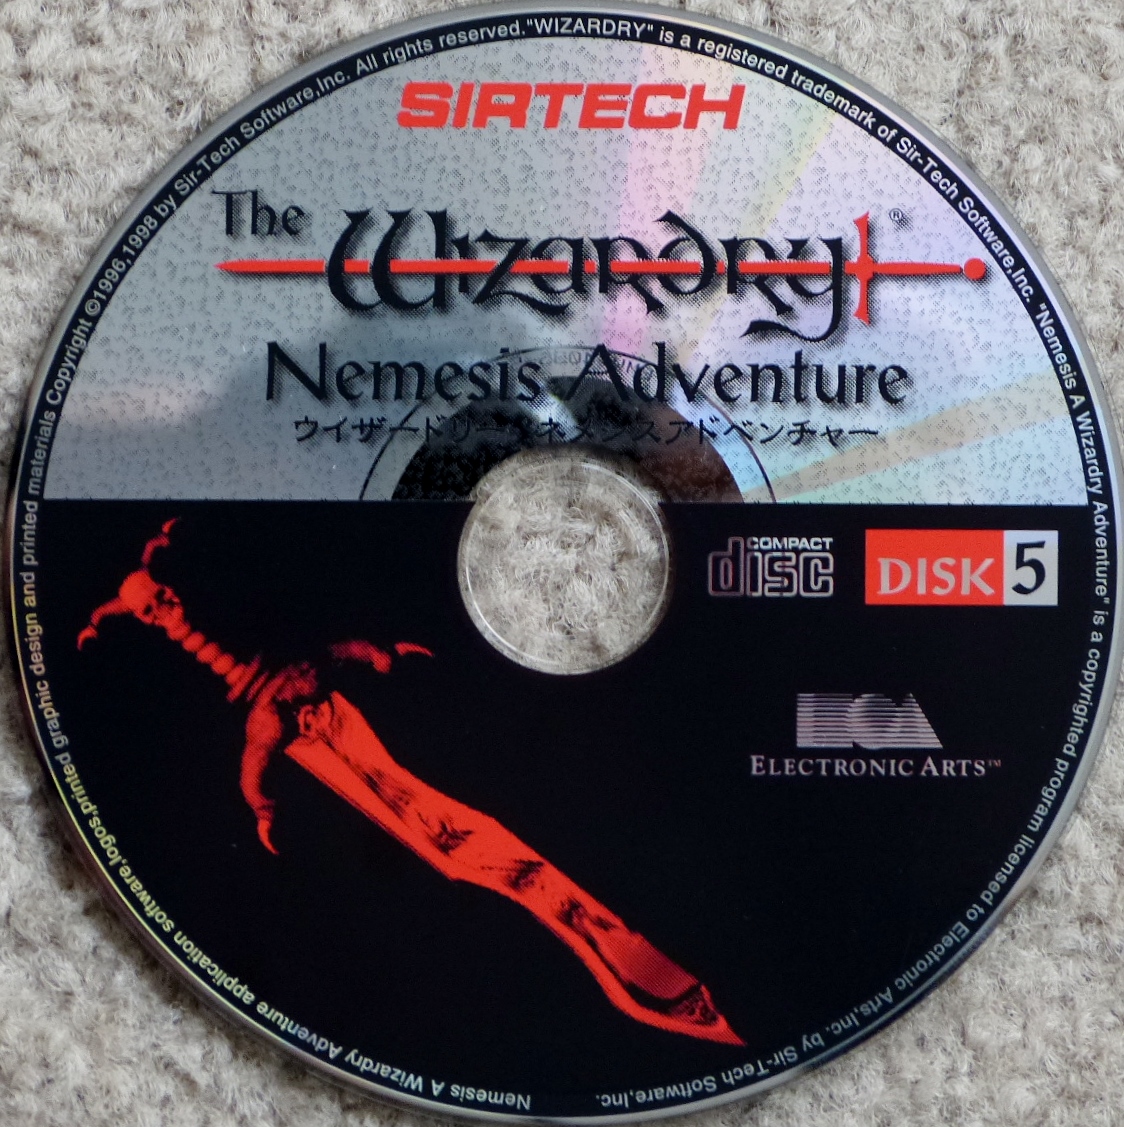 Nemesis A Wizardry Adventure application software,logos,printed graphic design and printed materials Copyright ©1996,1998 by Sir-Tech Software,Inc. All rights reserved."WIZARDRY" is a registered trademark of Sir-Tech Software,Inc. "Nemesis A Wizardry Adventure" is a copyrighted program licensed to Electronic Arts,Inc. by Sir-Tech Software,Inc.
SIRTECH
The Wizardry®
Nemesis Adventure
ウイザードリー・ネメシスアドベンチャー
COMPACT
disc
DISK 5
ELECTRONIC ARTS™